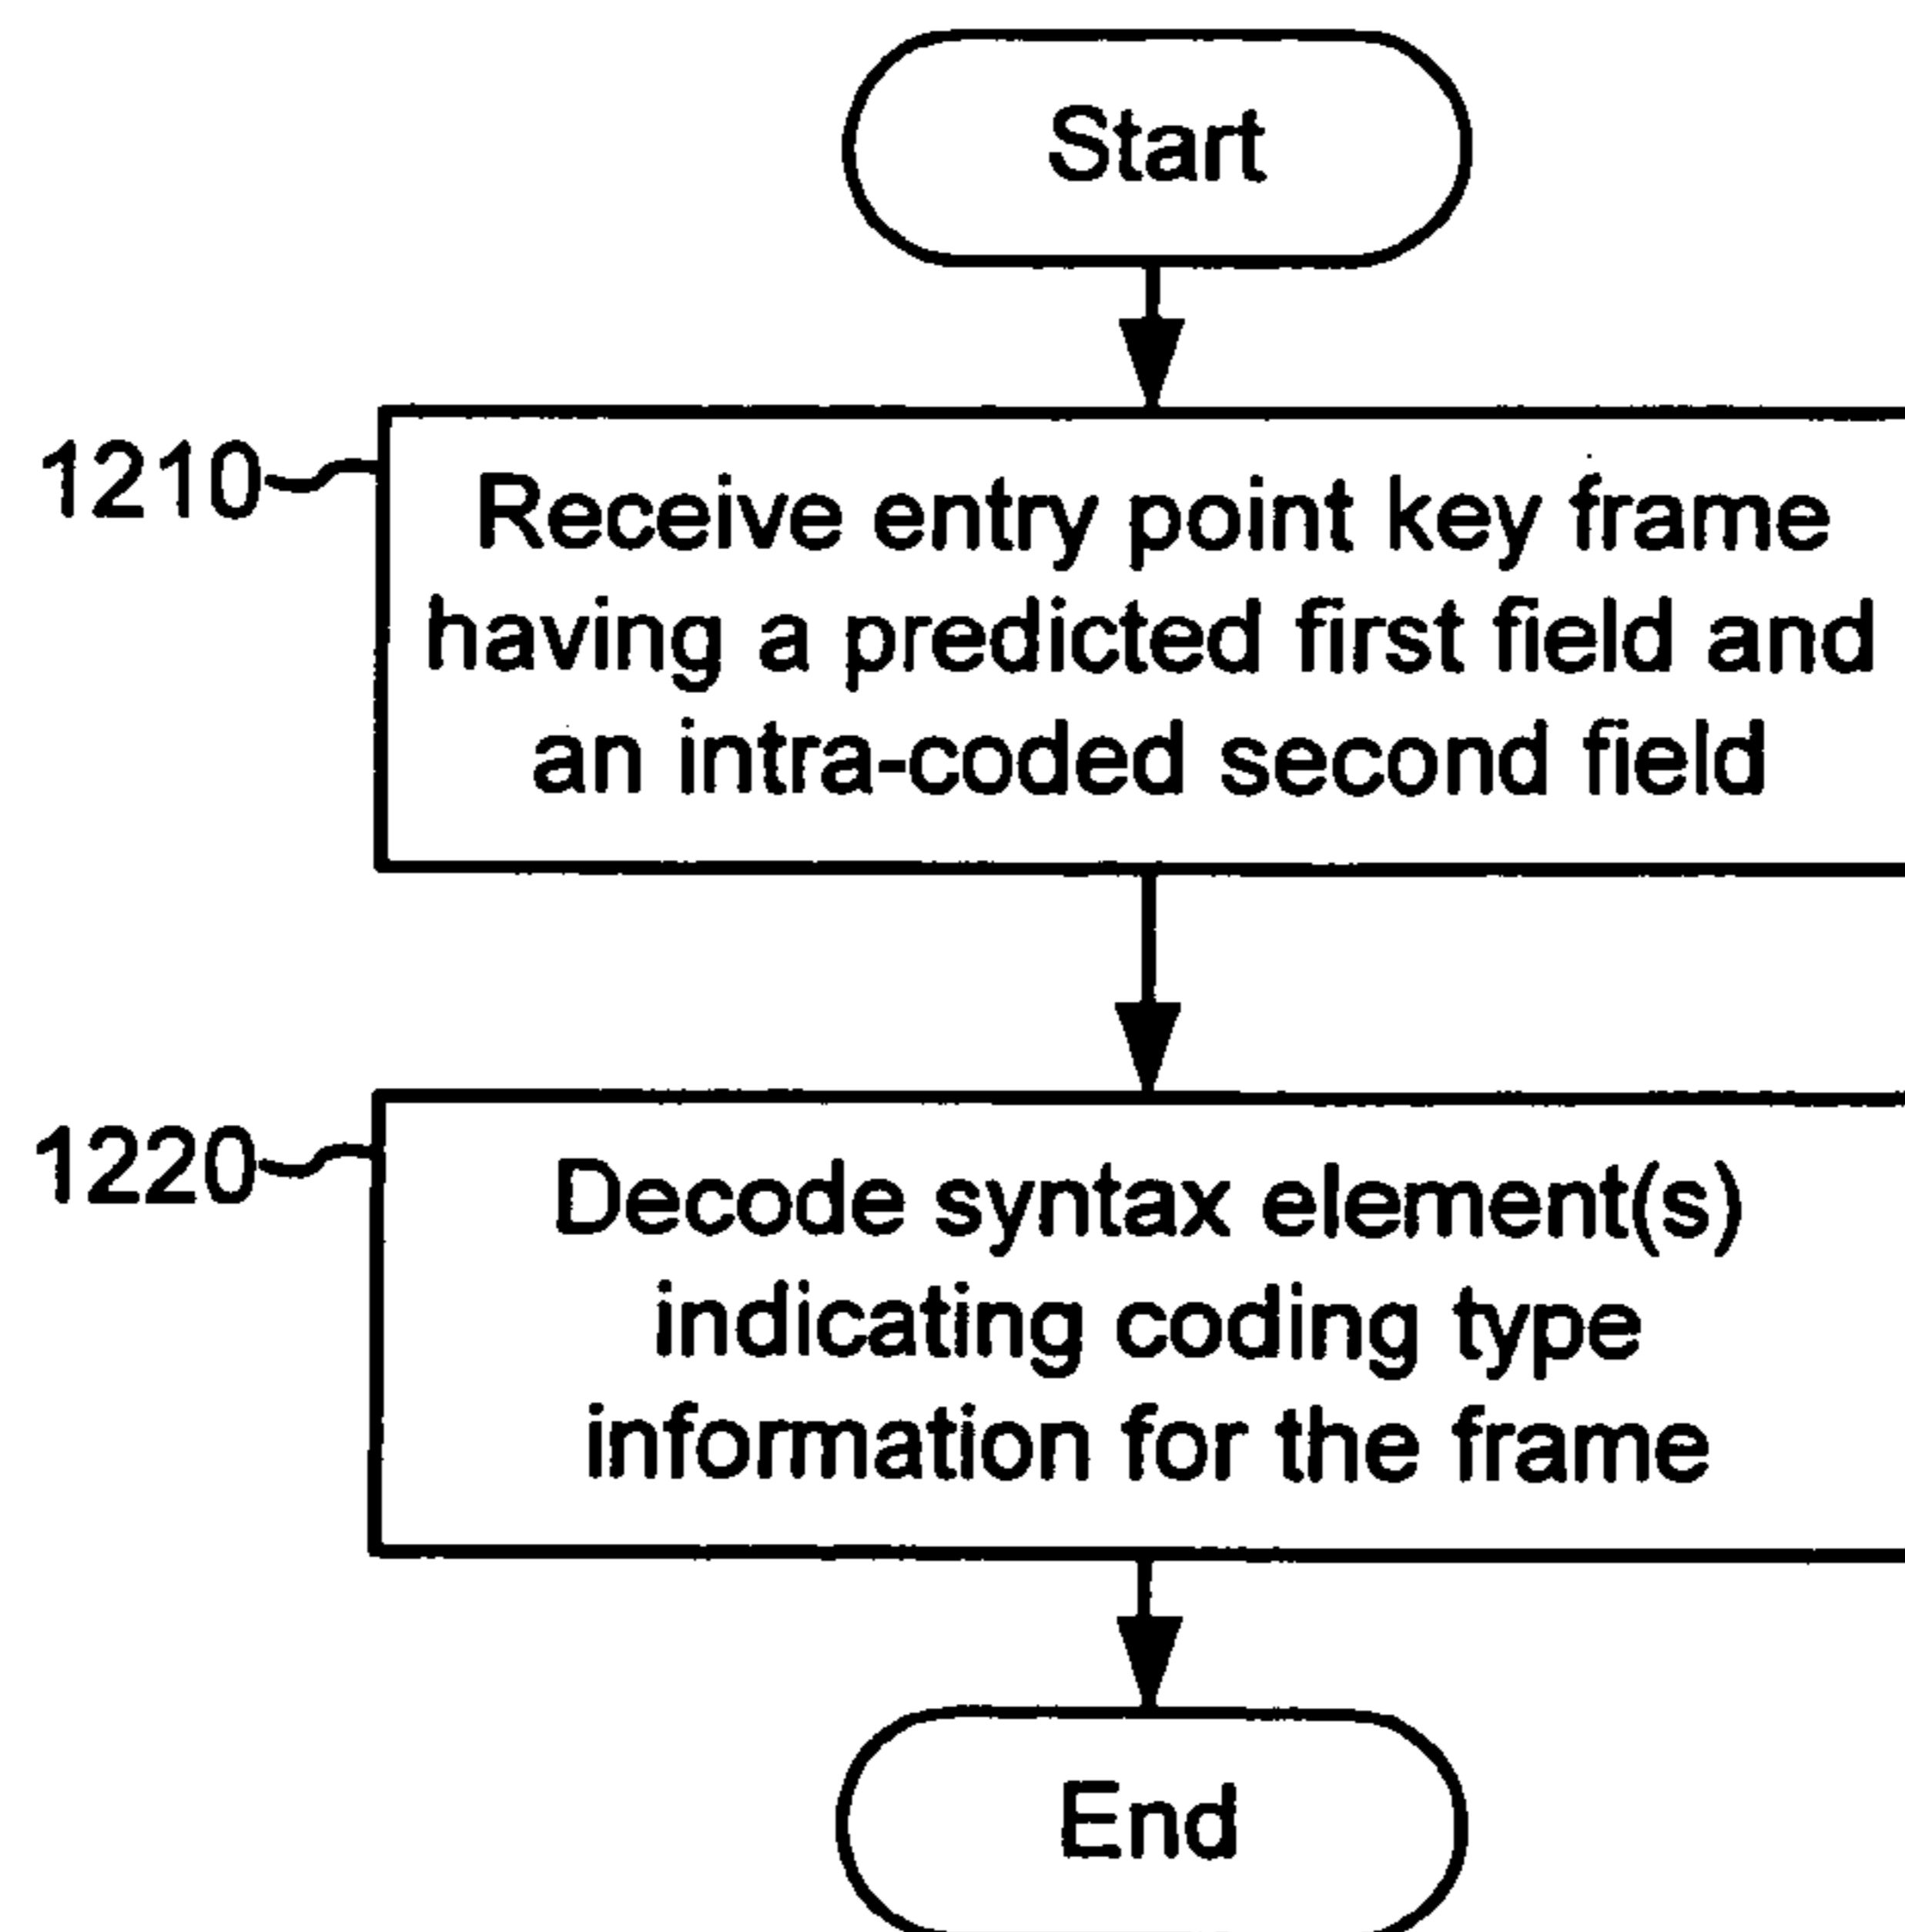 Start
1210
Receive entry point key frame
having a predicted first field and
an intra-coded second field
1220
Decode syntax element(s)
indicating coding type
information for the frame
End